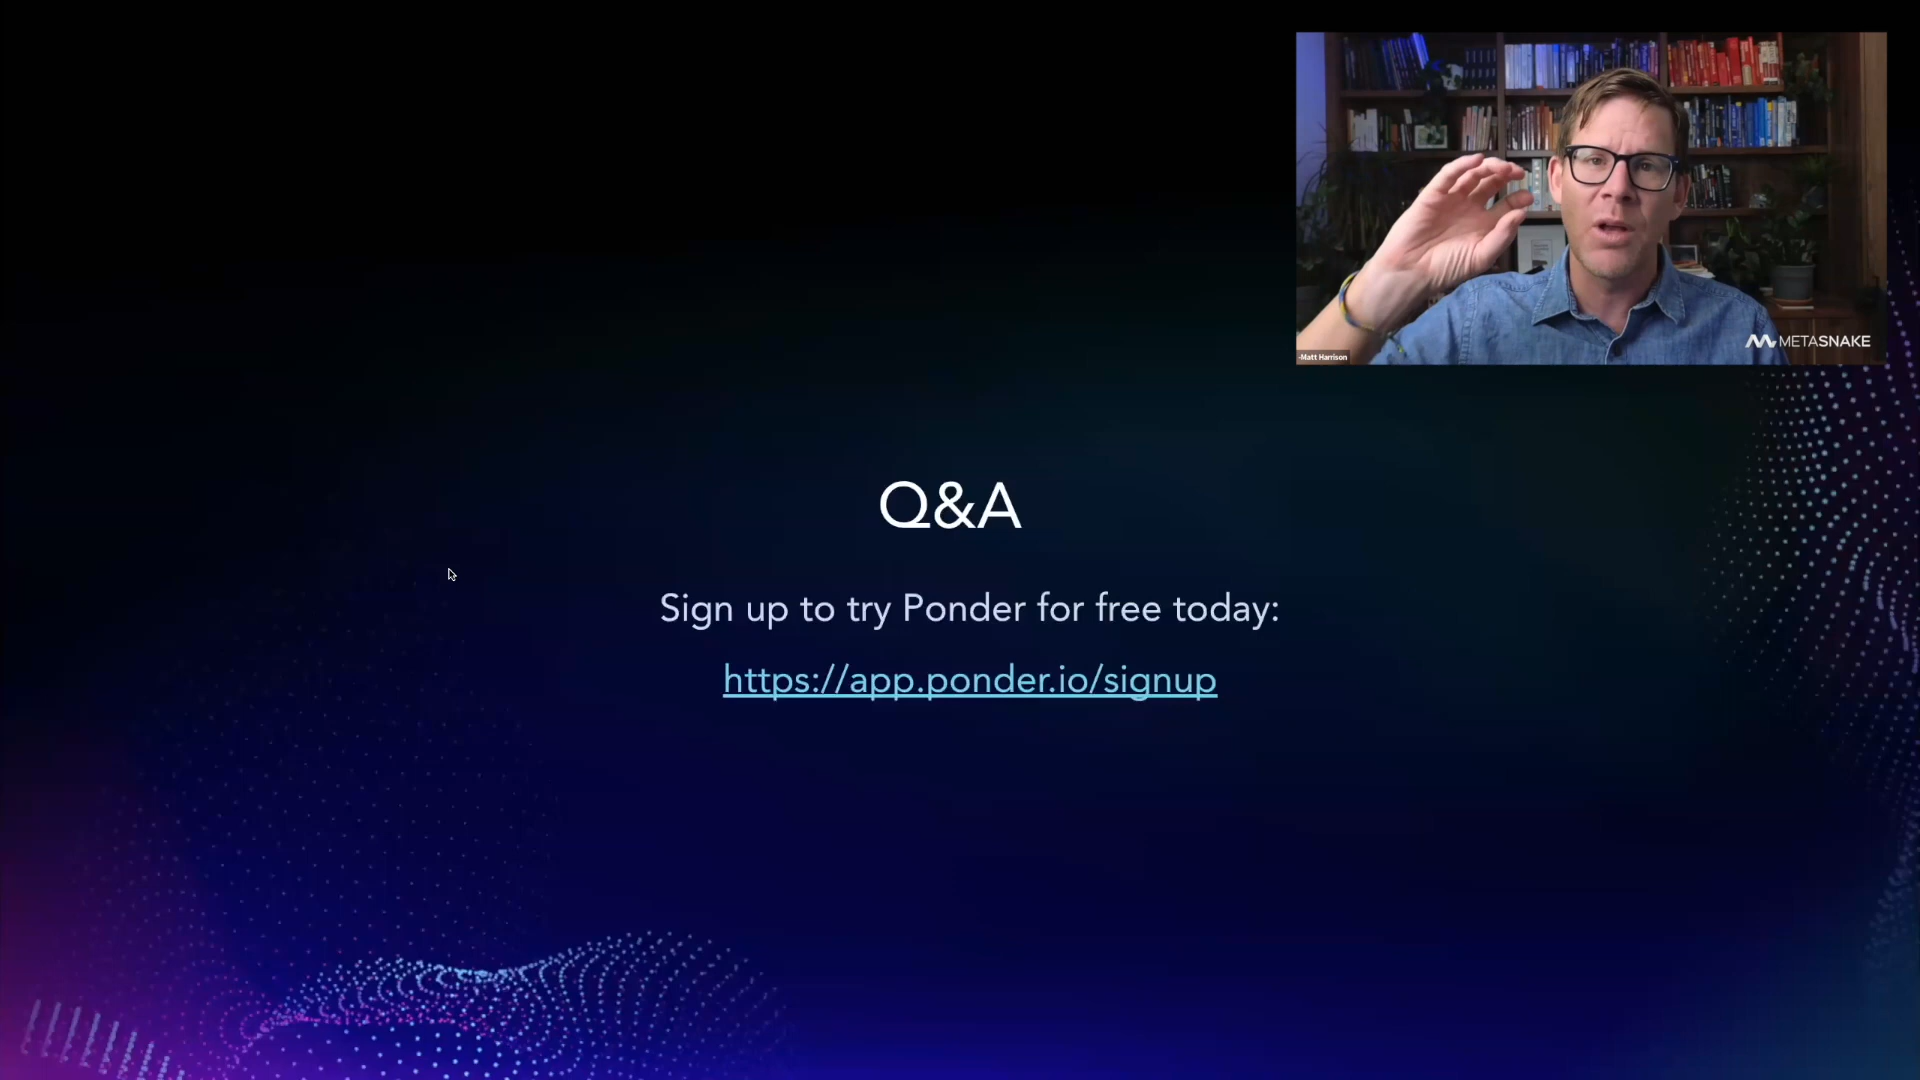 METASNAKE
-Matt Harrison
Q&A
Sign up to try Ponder for free today:
https://app.ponder.io/signup